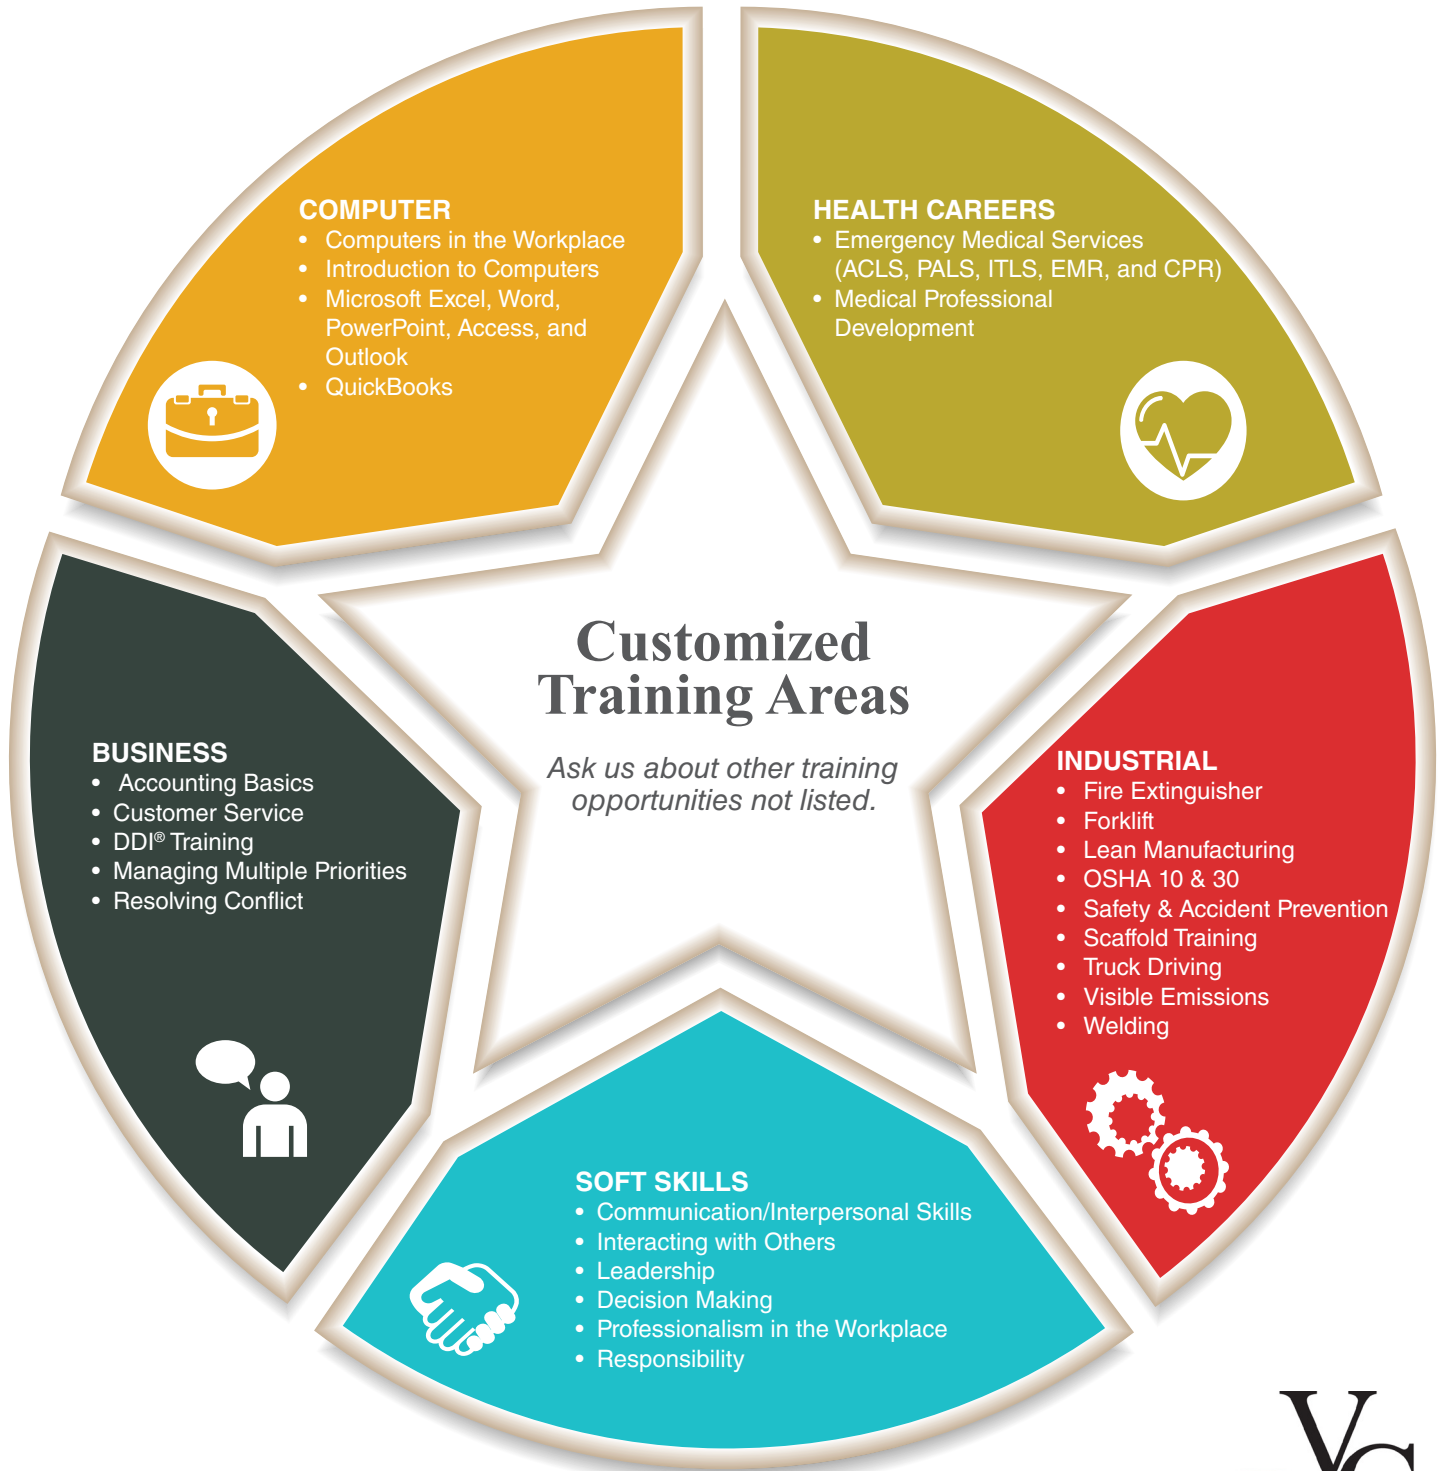 COMPUTER
• Computers in the Workplace
• Introduction to Computers
• Microsoft Excel, Word,
PowerPoint, Access, and
Outlook
• QuickBooks
HEALTH CAREERS
• Emergency Medical Services
(ACLS, PALS, ITLS, EMR, and CPR)
• Medical Professional
Development
Customized
Training Areas
Ask us about other training
opportunities not listed.
BUSINESS
• Accounting Basics
• Customer Service
• DDI® Training
• Managing Multiple Priorities
• Resolving Conflict
INDUSTRIAL
• Fire Extinguisher
• Forklift
• Lean Manufacturing
• OSHA 10 & 30
• Safety & Accident Prevention
• Scaffold Training
• Truck Driving
• Visible Emissions
• Welding
SOFT SKILLS
• Communication/Interpersonal Skills
• Interacting with Others
• Leadership
• Decision Making
• Professionalism in the Workplace
• Responsibility